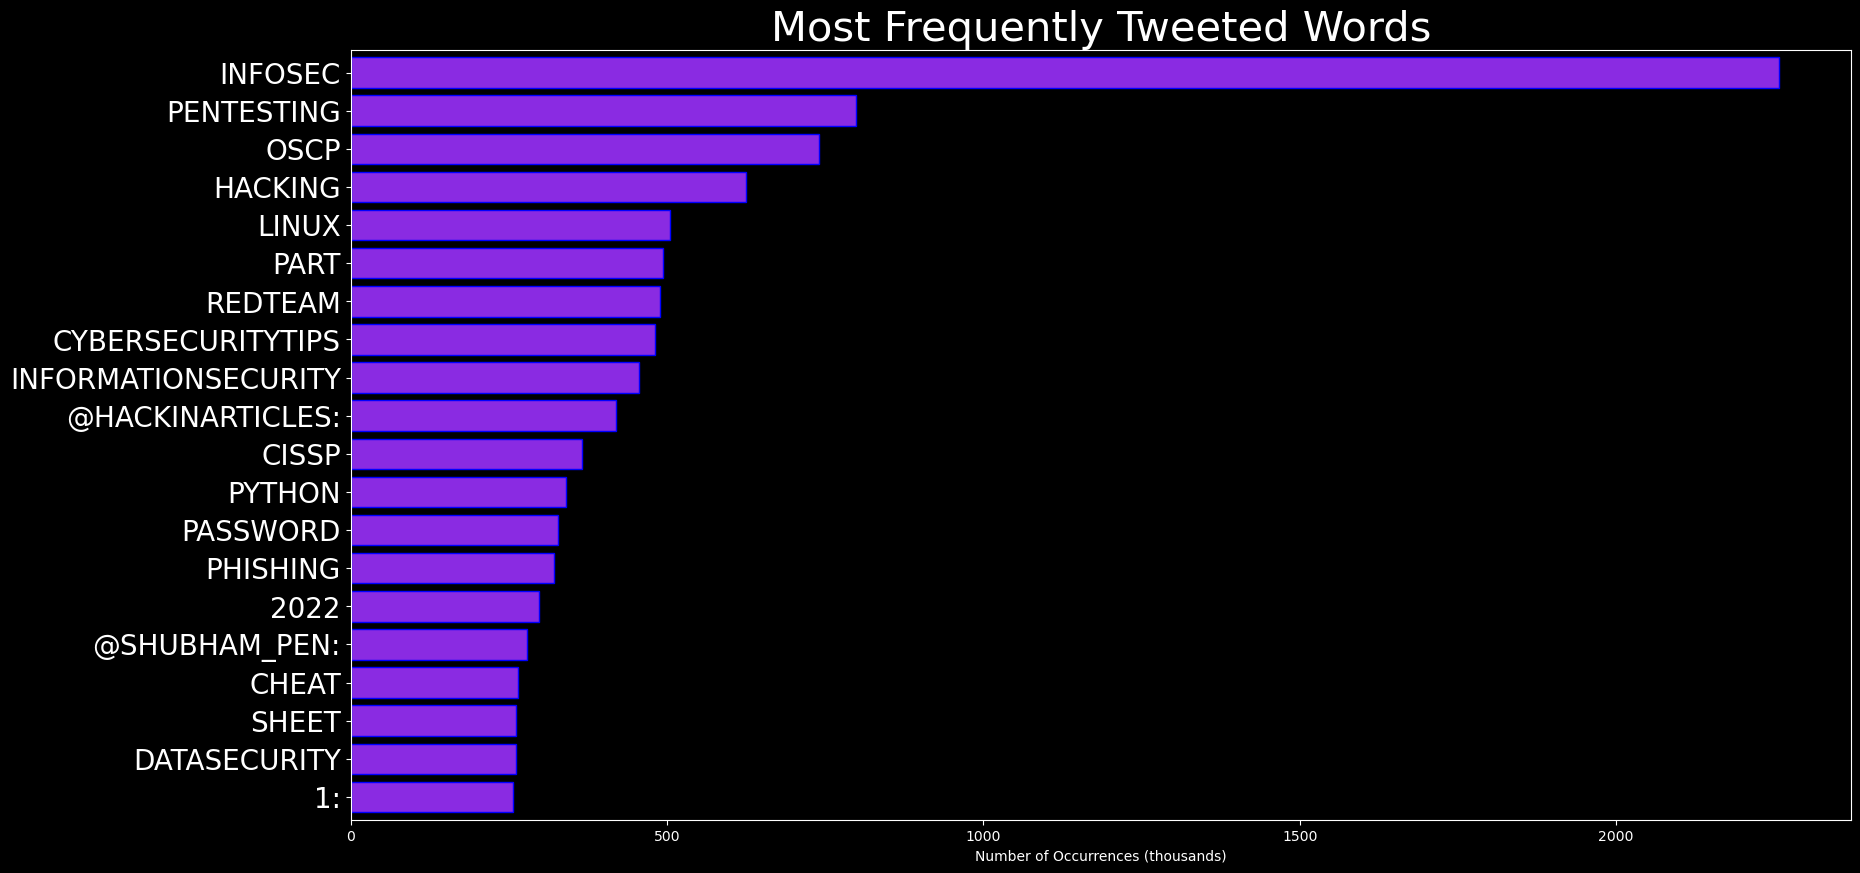 Most Frequently Tweeted Words
INFOSEC
PENTESTING
OSCP
HACKING
LINUX
PART
REDTEAM
CYBERSECURITYTIPS
INFORMATIONSECURITY
@HACKINARTICLES:
CISSP
PYTHON
PASSWORD
PHISHING
2022
@SHUBHAM_PEN:
CHEAT
SHEET
DATASECURITY
1:
0 500 1000 1500 2000
Number of Occurrences (thousands)